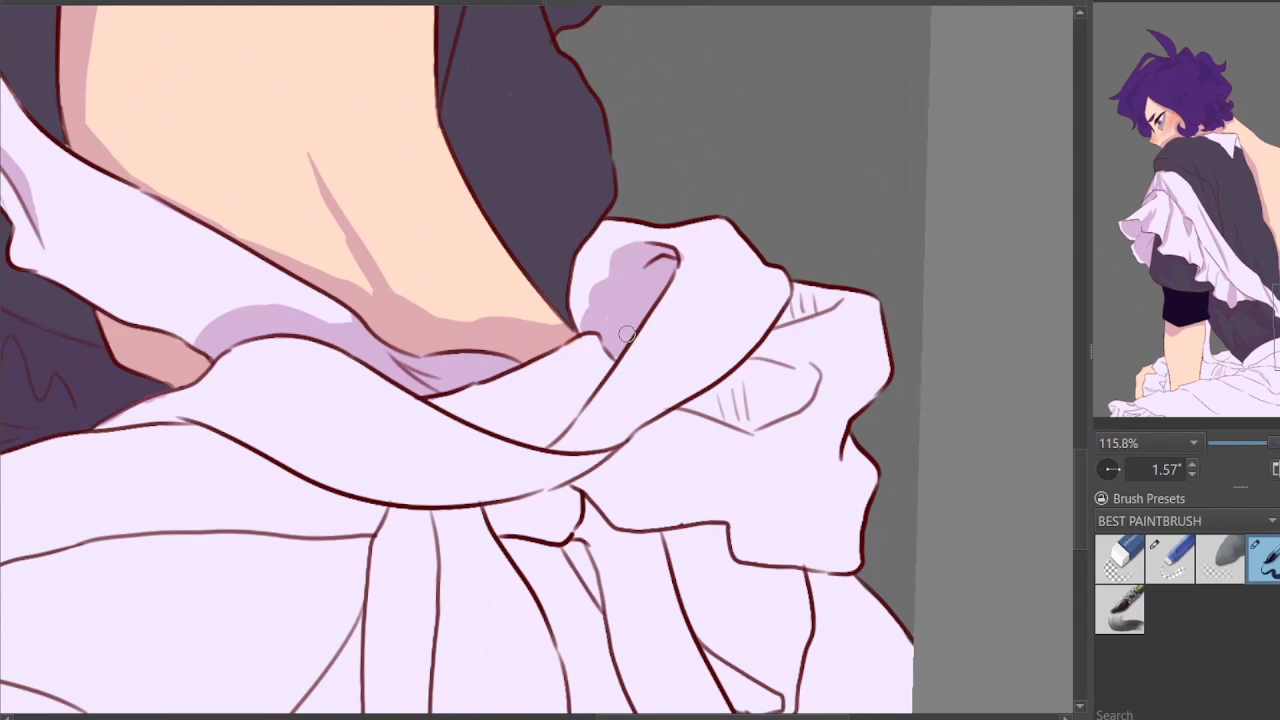 115.8%
1.57°
Brush Presets
BEST PAINTBRUSH
Search